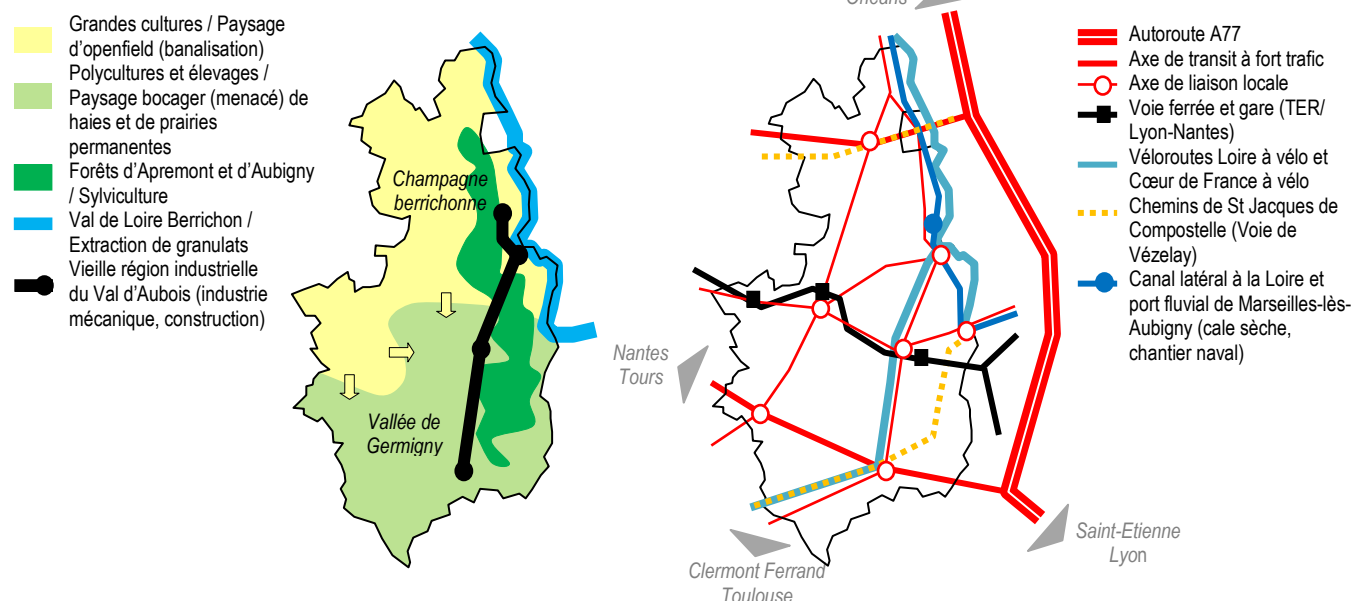 Grandes cultures / Paysage
d'openfield (banalisation)
Polycultures et élevages /
Paysage bocager (menacé) de
haies et de prairies
permanentes
Forêts d'Apremont et d'Aubigny
/ Sylviculture
Val de Loire Berrichon /
Extraction de granulats
Vieille région industrielle
du Val d'Aubois (industrie
mécanique, construction)
Champagne
berrichonne
Vallée de
Germigny
Orléans
Nantes
Tours
Clermont Ferrand
Toulouse
Saint-Etienne
Lyon
Autoroute A77
Axe de transit à fort trafic
Axe de liaison locale
Voie ferrée et gare (TER/
Lyon-Nantes)
Véloroutes Loire à vélo et
Cœur de France à vélo
Chemins de St Jacques de
Compostelle (Voie de
Vézelay)
Canal latéral à la Loire et
port fluvial de Marseilles-lès-
Aubigny (cale sèche,
chantier naval)